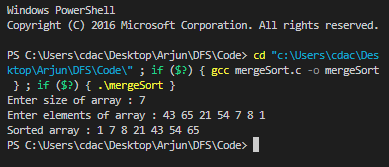 Windows PowerShell
Copyright (C) 2016 Microsoft Corporation. All rights reserved.
PS C:\Users\cdac\Desktop\Arjun\DFS\Code> cd "c:\Users\cdac\Des
ktop\Arjun\DFS\Code\" ; if ($?) { gcc mergeSort.c -o mergeSort
 } ; if ($?) { .\mergeSort }
Enter size of array : 7
Enter elements of array : 43 65 21 54 7 8 1
Sorted array : 1 7 8 21 43 54 65
PS C:\Users\cdac\Desktop\Arjun\DFS\Code>